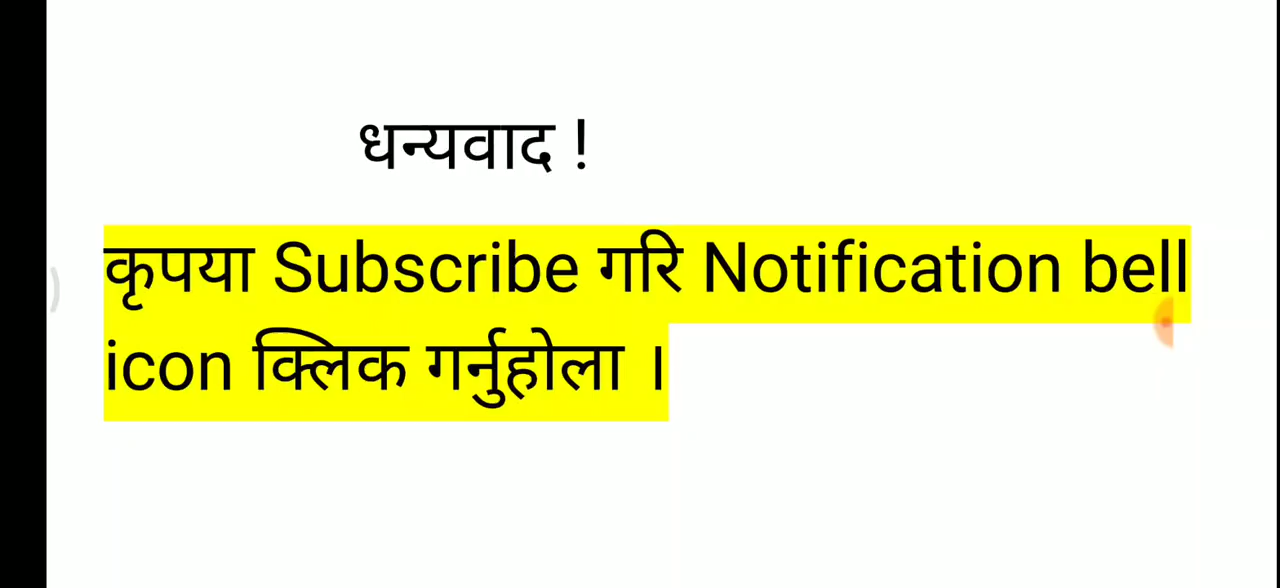 धन्यवाद !
कृपया Subscribe गरि Notification bell
icon क्लिक गर्नुहोला ।